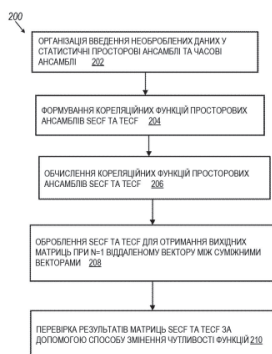 200
ОРГАНІЗАЦІЯ ВВЕДЕННЯ НЕОБРОБЛЕНИХ ДАНИХ У
СТАТИСТИЧНІ ПРОСТОРОВІ АНСАМБЛІ ТА ЧАСОВІ
АНСАМБЛІ 202
ФОРМУВАННЯ КОРЕЛЯЦІЙНИХ ФУНКЦІЙ ПРОСТОРОВИХ
АНСАМБЛІВ SECF ТА TECF 204
ОБЧИСЛЕННЯ КОРЕЛЯЦІЙНИХ ФУНКЦІЙ ПРОСТОРОВИХ
АНСАМБЛІВ SECF ТА TECF 206
ОБРОБЛЕННЯ SECF ТА TECF ДЛЯ ОТРИМАННЯ ВИХІДНИХ
МАТРИЦЬ ПРИ N=1 ВІДДАЛЕНОМУ ВЕКТОРУ МІЖ СУМІЖНИМИ
ВЕКТОРАМИ 208
ПЕРЕВІРКА РЕЗУЛЬТАТІВ МАТРИЦЬ SECF ТА TECF ЗА
ДОПОМОГОЮ СПОСОБУ ЗМІНЕННЯ ЧУТЛИВОСТІ ФУНКЦІЙ 210